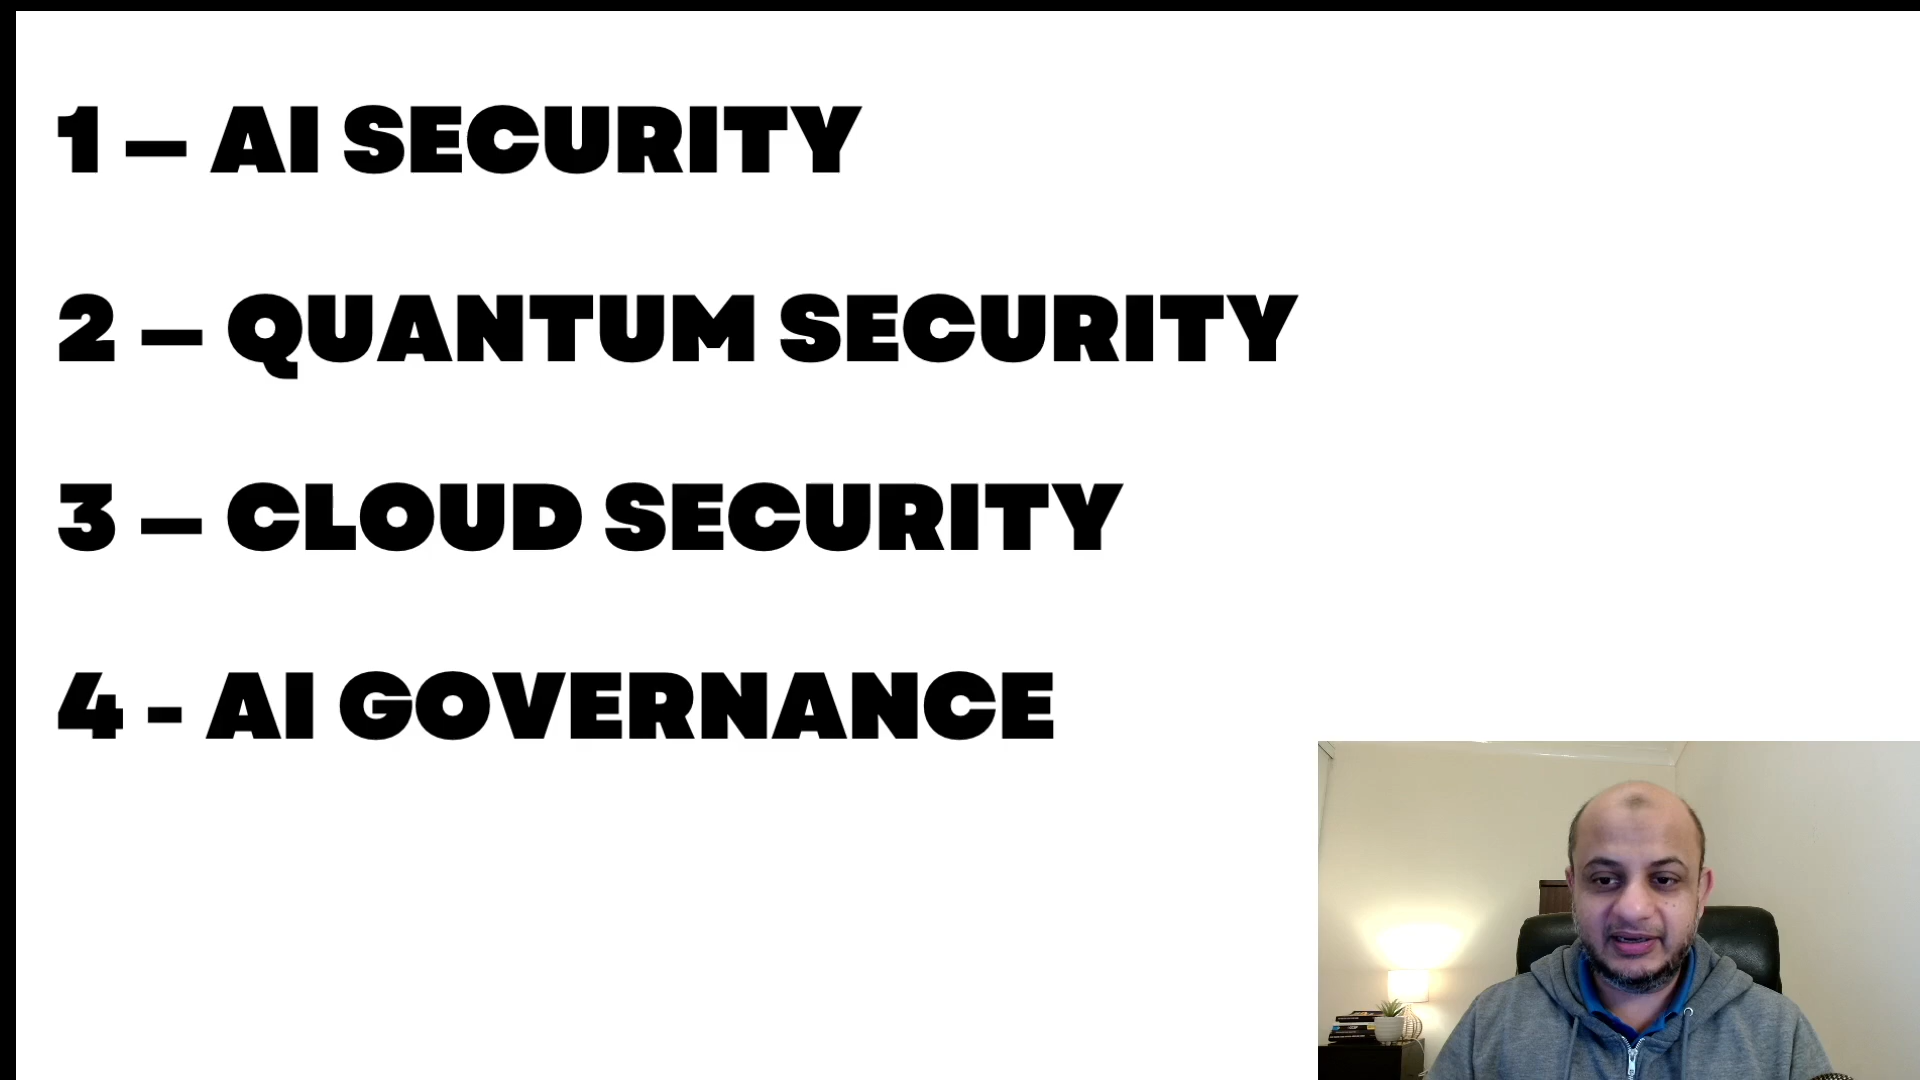 1 – AI SECURITY
2 – QUANTUM SECURITY
3 – CLOUD SECURITY
4 - AI GOVERNANCE